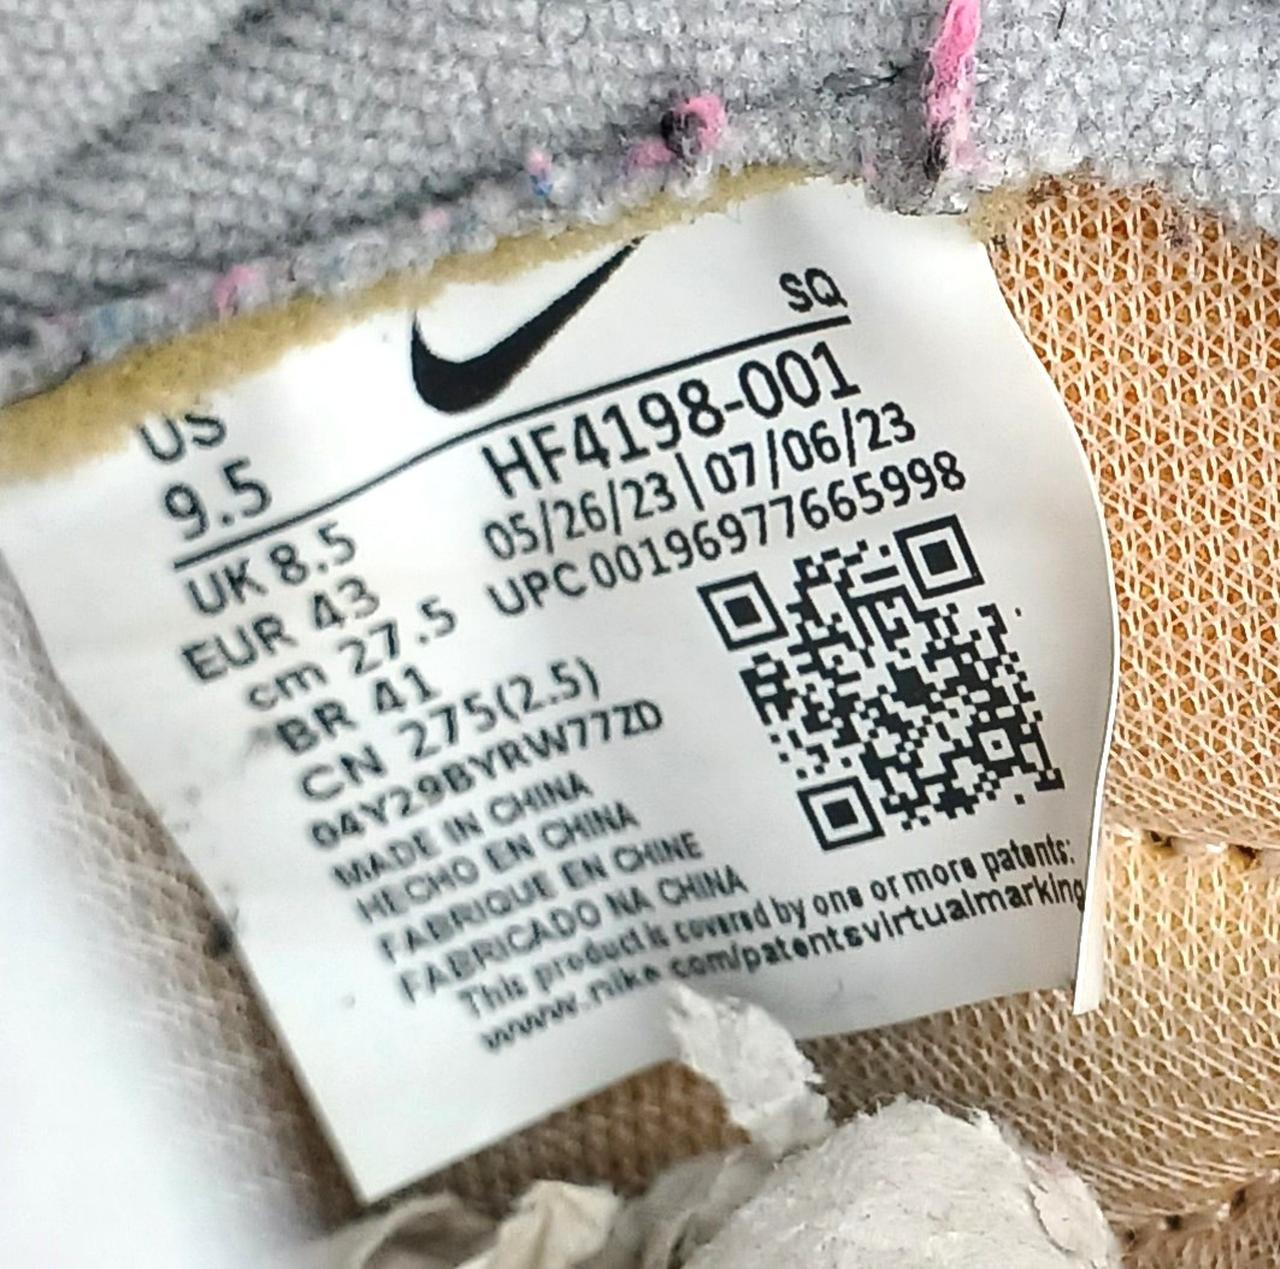 SQ
US
9.5
HF4198-001
05/26/23 | 07/06/23
UPC 00196977665998
UK 8.5
EUR 43
cm 27.5
BR 41
CN 275(2.5)
04Y29BYRW77ZD
MADE IN CHINA
HECHO EN CHINA
FABRIQUE EN CHINE
FABRICADO NA CHINA
This product is covered by one or more patents:
www.nike.com/patentsvirtualmarking